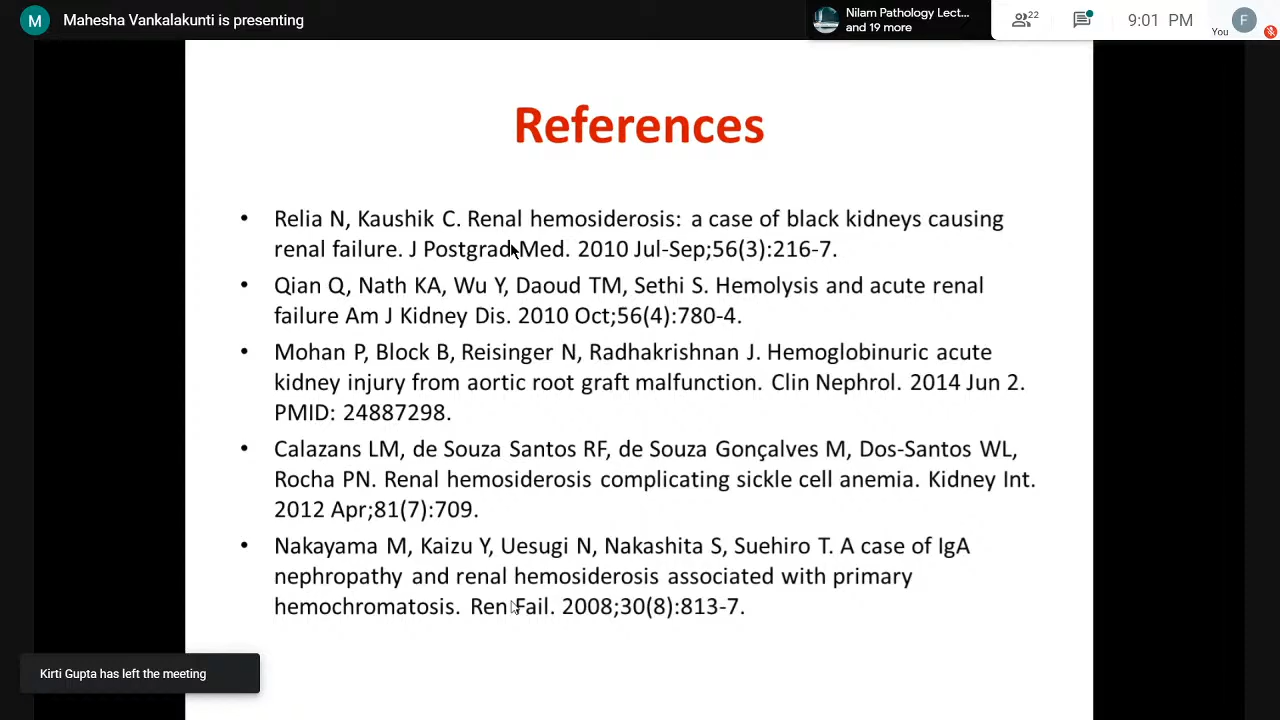 M Mahesha Vankalakunti is presenting
Nilam Pathology Lect...
and 19 more
22
9:01 PM
You
F
References
• Relia N, Kaushik C. Renal hemosiderosis: a case of black kidneys causing
renal failure. J Postgrad Med. 2010 Jul-Sep;56(3):216-7.
• Qian Q, Nath KA, Wu Y, Daoud TM, Sethi S. Hemolysis and acute renal
failure Am J Kidney Dis. 2010 Oct;56(4):780-4.
• Mohan P, Block B, Reisinger N, Radhakrishnan J. Hemoglobinuric acute
kidney injury from aortic root graft malfunction. Clin Nephrol. 2014 Jun 2.
PMID: 24887298.
• Calazans LM, de Souza Santos RF, de Souza Gonçalves M, Dos-Santos WL,
Rocha PN. Renal hemosiderosis complicating sickle cell anemia. Kidney Int.
2012 Apr;81(7):709.
• Nakayama M, Kaizu Y, Uesugi N, Nakashita S, Suehiro T. A case of IgA
nephropathy and renal hemosiderosis associated with primary
hemochromatosis. Ren Fail. 2008;30(8):813-7.
Kirti Gupta has left the meeting